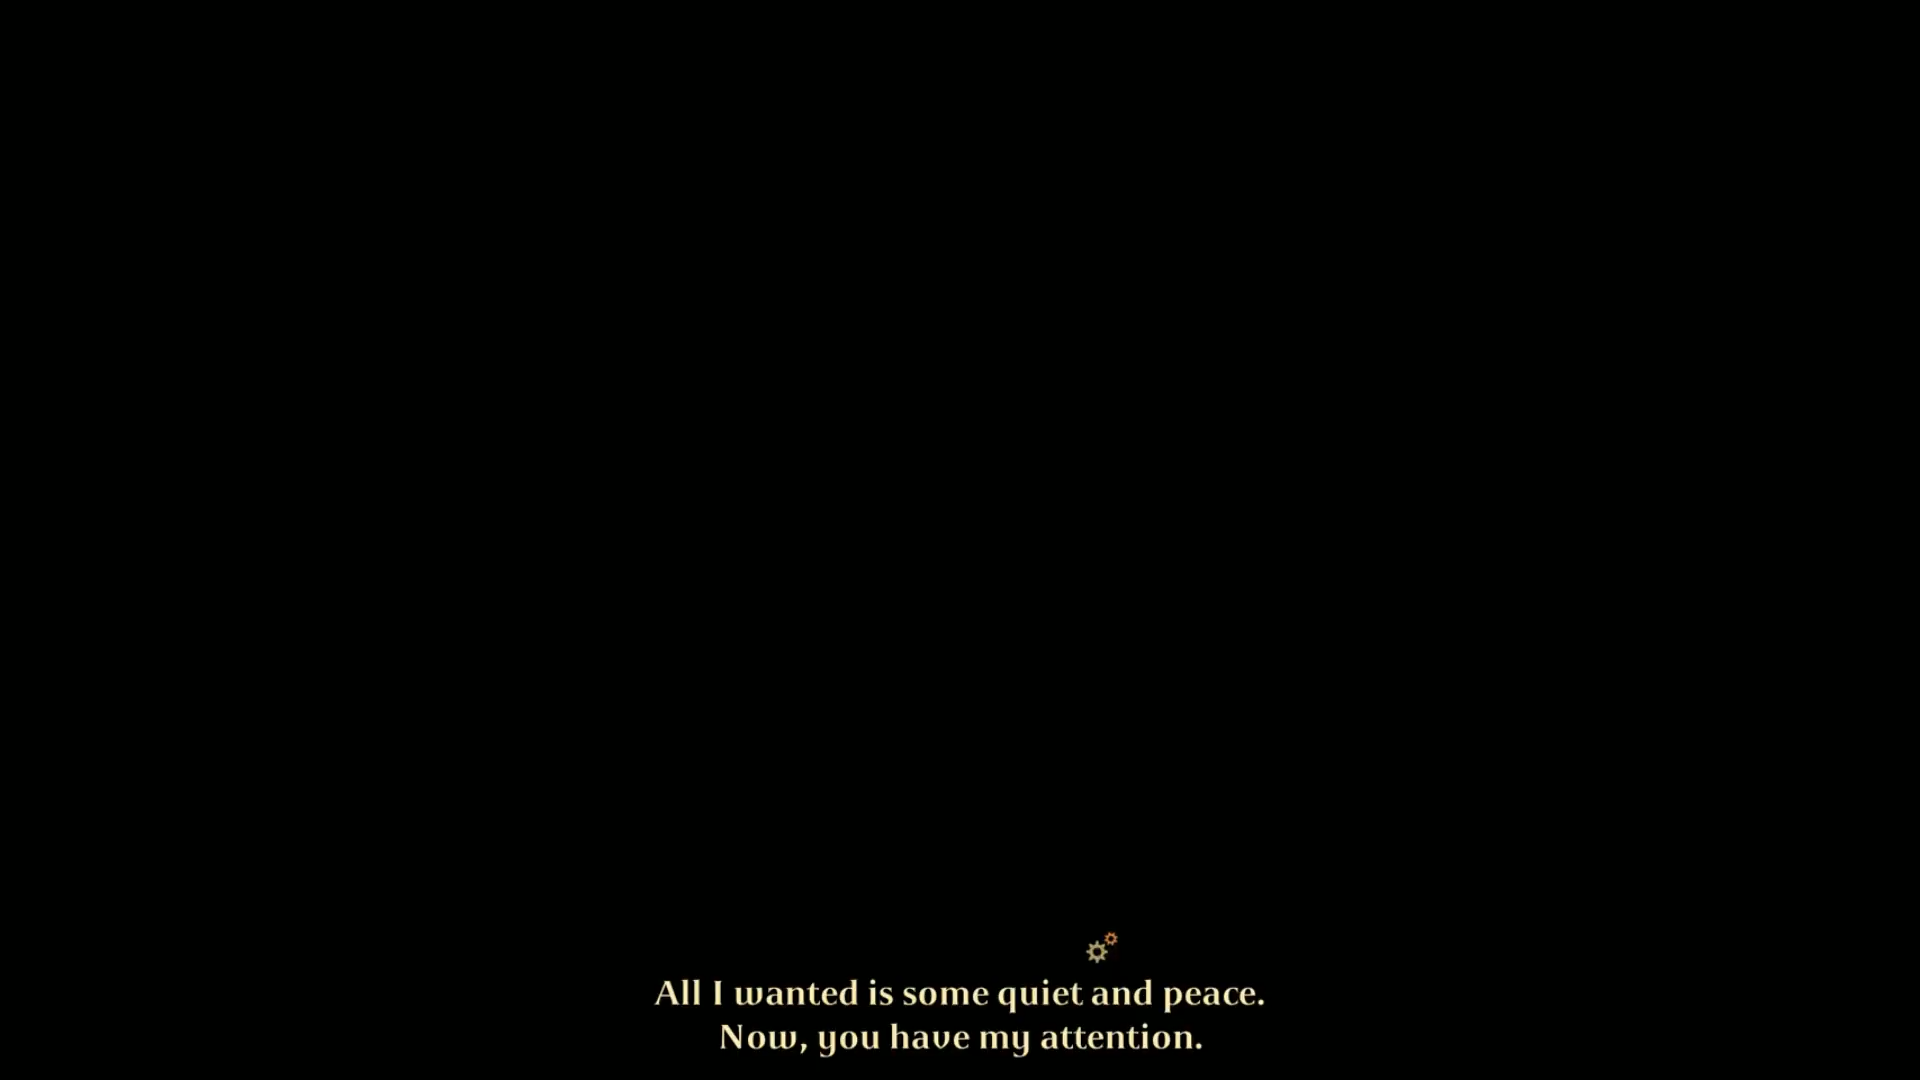 All I wanted is some quiet and peace.
Now, you have my attention.